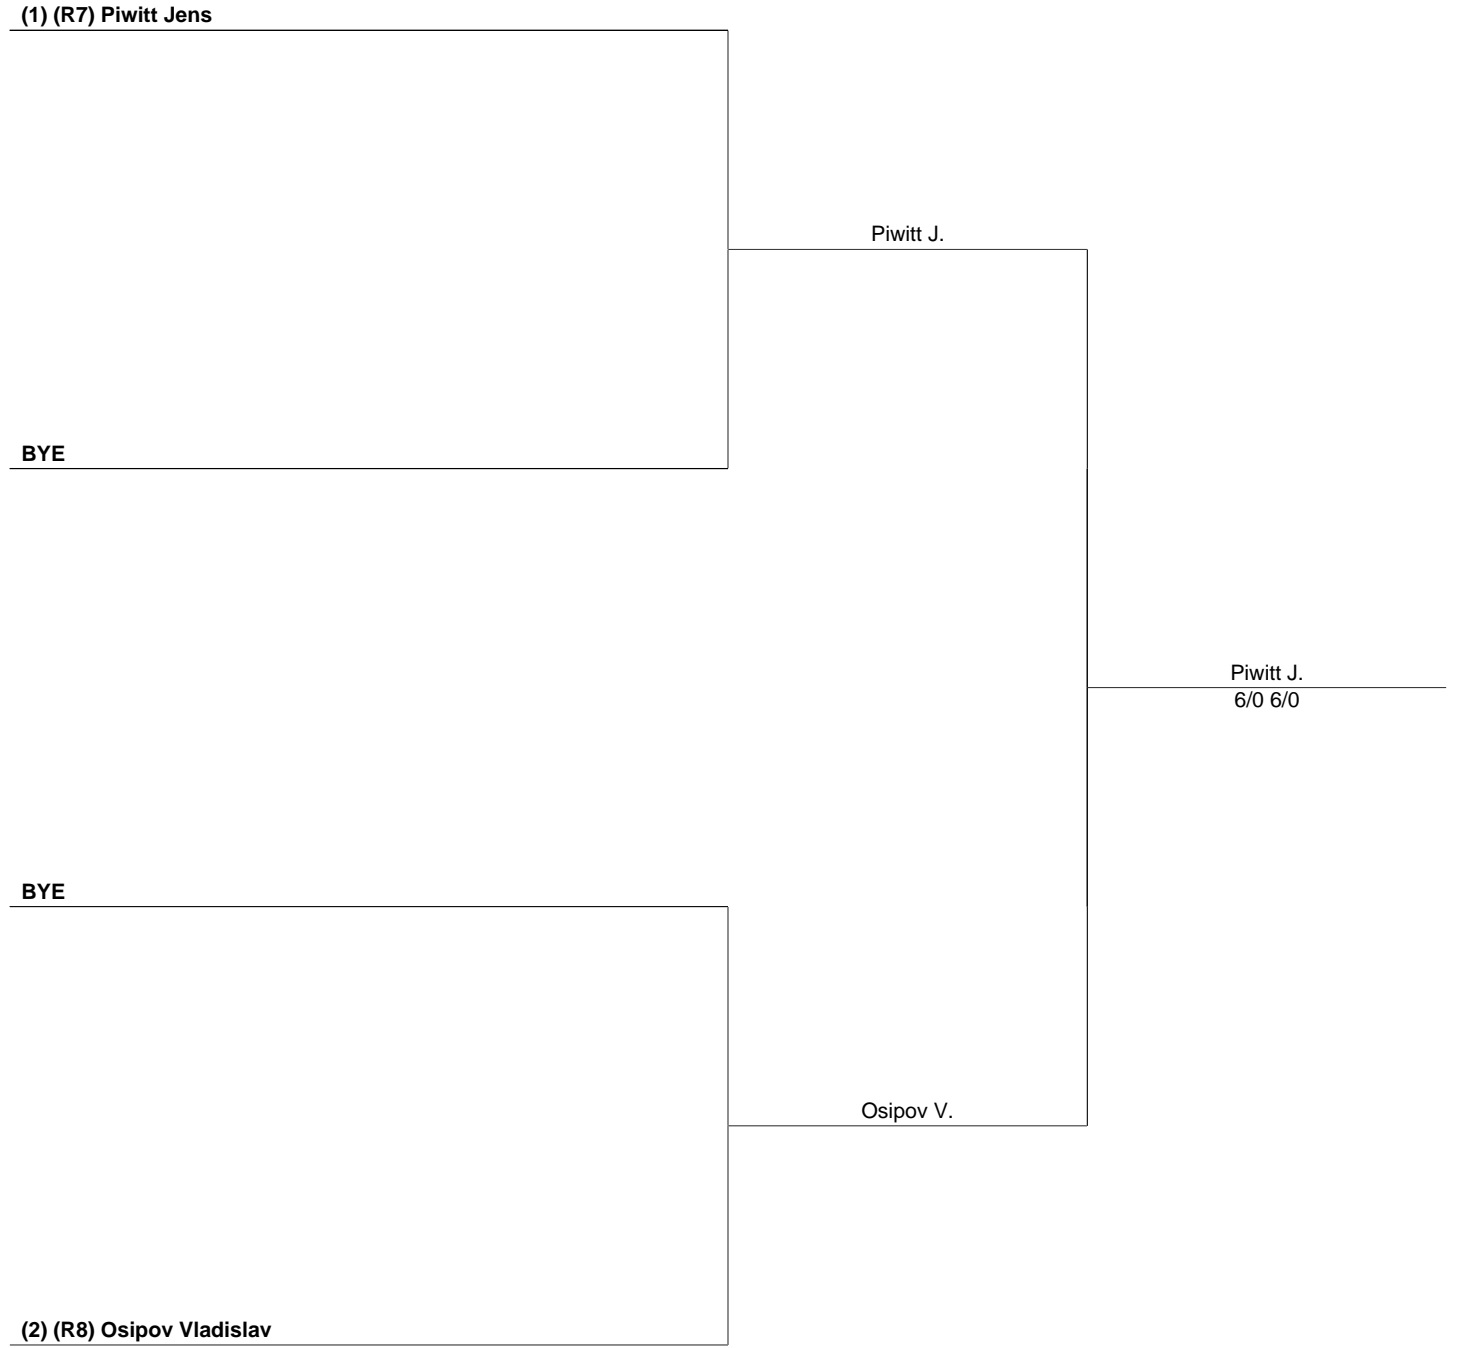 (1) (R7) Piwitt Jens
Piwitt J.
BYE
Piwitt J.
6/0 6/0
BYE
Osipov V.
(2) (R8) Osipov Vladislav